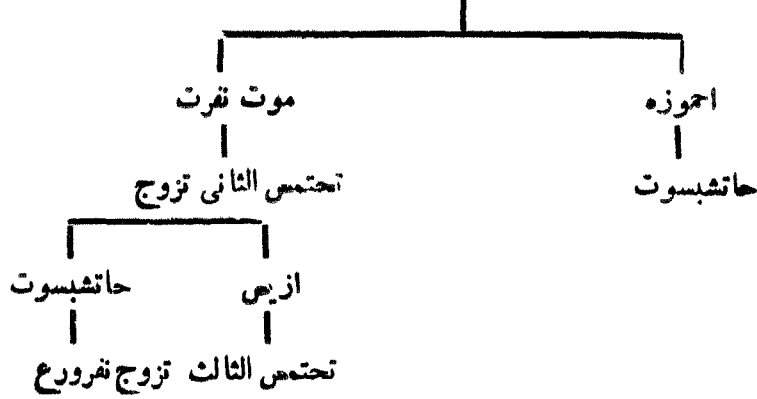 احموزه موت نفرت
حاتشبسوت تحتمس الثانى تزوج
ازيس حاتشبسوت
تحتمس الثالث تزوج نفرورع